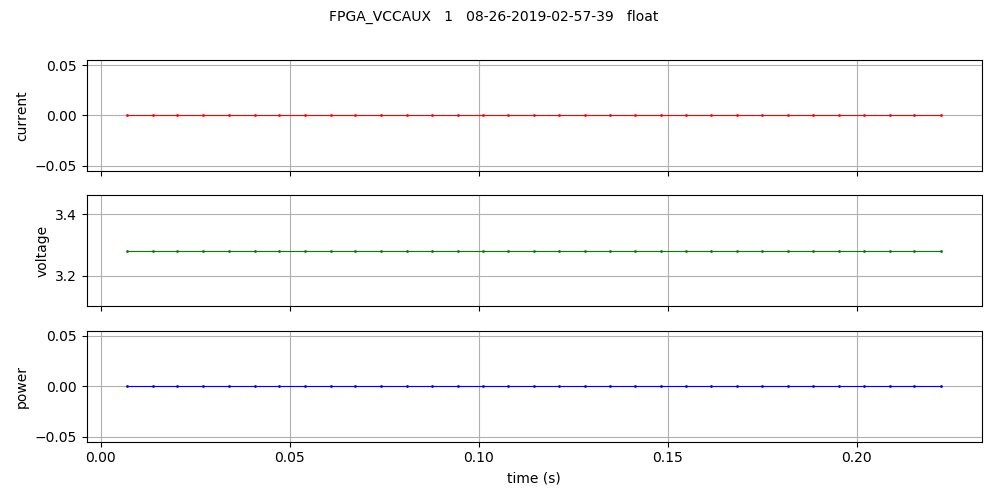 FPGA_VCCAUX 1 08-26-2019-02-57-39 float
0.05
0.00
−0.05
current
3.4
3.2
voltage
0.05
0.00
−0.05
power
0.00 0.05 0.10 0.15 0.20
time (s)